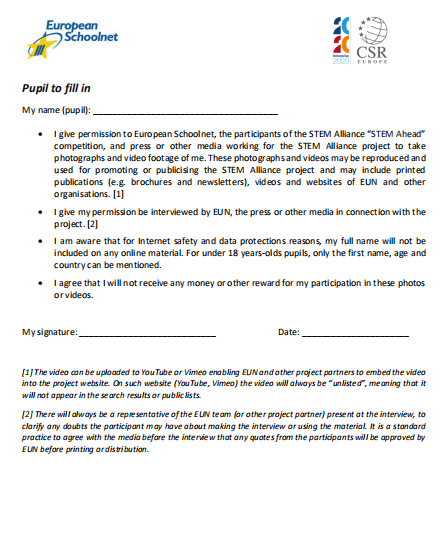 European
Schoolnet
2020
CSR
EUROPE
Pupil to fill in
My name (pupil): ______________________________________
• I give permission to European Schoolnet, the participants of the STEM Alliance “STEM Ahead”
competition, and press or other media working for the STEM Alliance project to take
photographs and video footage of me. These photographs and videos may be reproduced and
used for promoting or publicising the STEM Alliance project and may include printed
publications (e.g. brochures and newsletters), videos and websites of EUN and other
organisations. [1]
• I give my permission be interviewed by EUN, the press or other media in connection with the
project. [2]
• I am aware that for Internet safety and data protections reasons, my full name will not be
included on any online material. For under 18 years-olds pupils, only the first name, age and
country can be mentioned.
• I agree that I will not receive any money or other reward for my participation in these photos
or videos.
My signature: ____________________________ Date: ______________________
[1] The video can be uploaded to YouTube or Vimeo enabling EUN and other project partners to embed the video
into the project website. On such website (YouTube, Vimeo) the video will always be “unlisted”, meaning that it
will not appear in the search results or public lists.
[2] There will always be a representative of the EUN team (or other project partner) present at the interview, to
clarify any doubts the participant may have about making the interview or using the material. It is a standard
practice to agree with the media before the interview that any quotes from the participants will be approved by
EUN before printing or distribution.